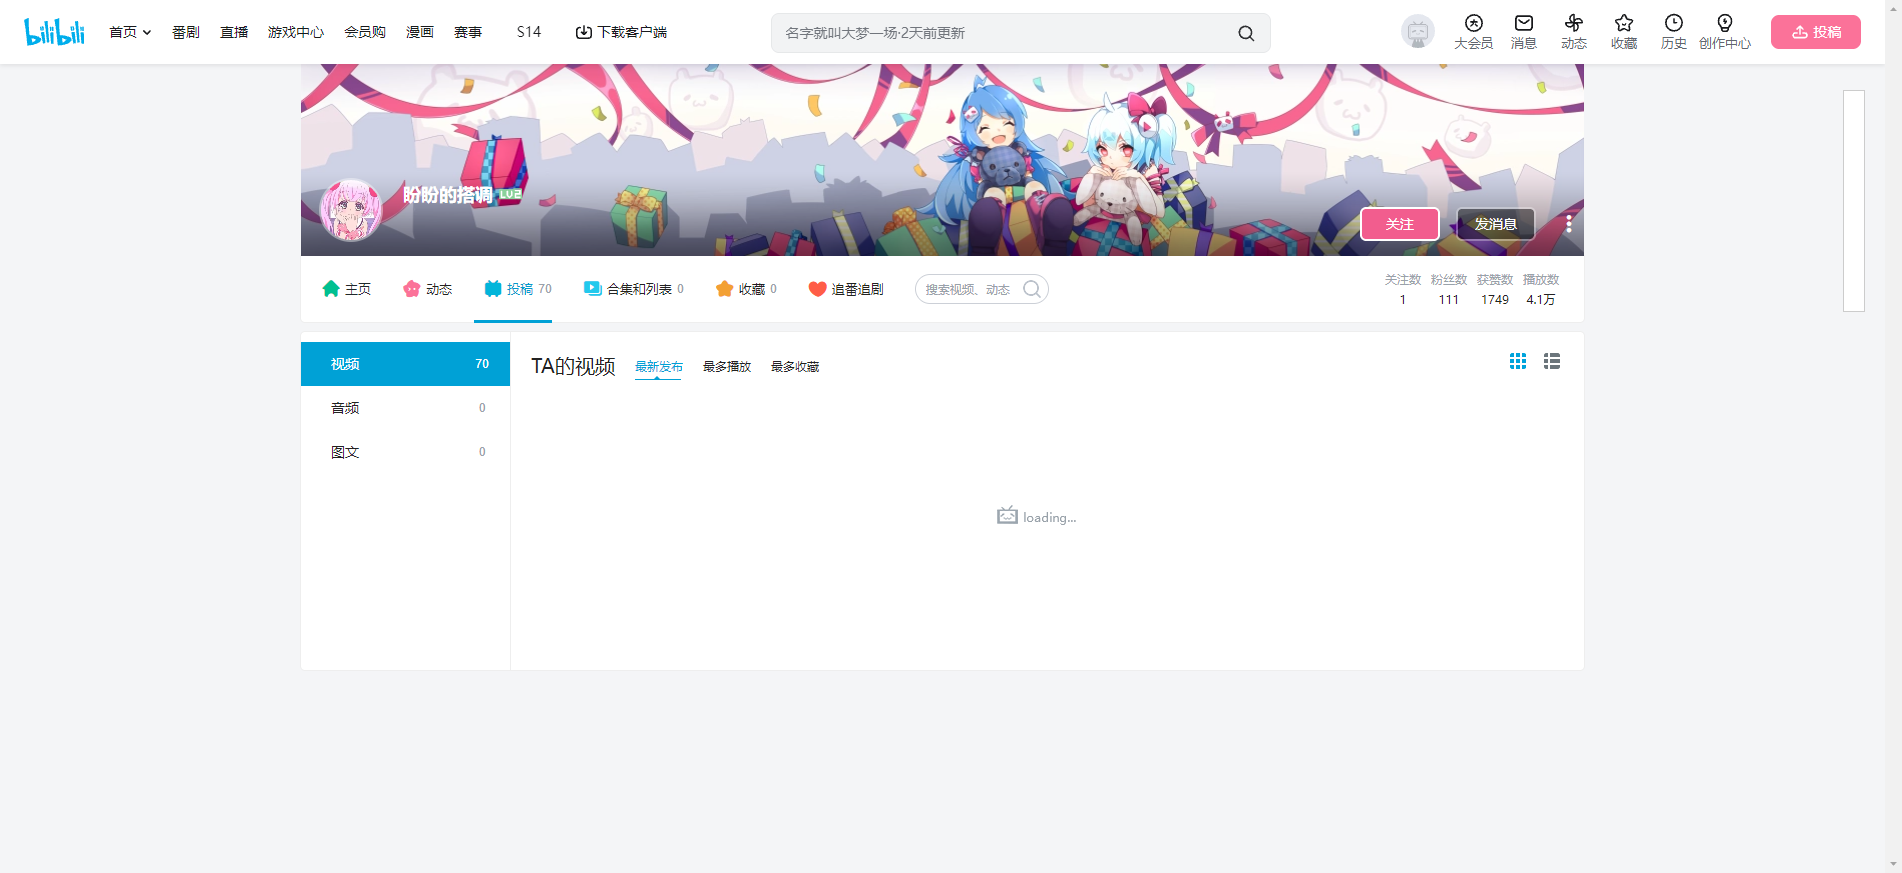 bilibili 首页 番剧 直播 游戏中心 会员购 漫画 赛事 S14 下载客户端 名字就叫大梦一场·2天前更新 大会员 消息 动态 收藏 历史 创作中心 投稿
盼盼的搭调 LV2
关注 发消息
主页 动态 投稿 70 合集和列表 0 收藏 0 追番追剧 搜索视频、动态 关注数 粉丝数 获赞数 播放数
1 111 1749 4.1万
视频 70
音频 0
图文 0
TA的视频 最新发布 最多播放 最多收藏
loading...